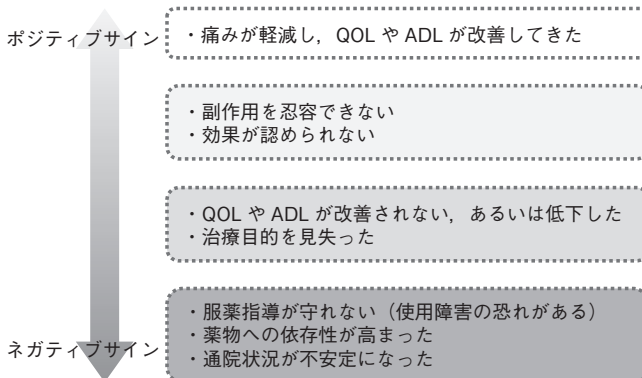 ポジティブサイン
・痛みが軽減し，QOL や ADL が改善してきた
・副作用を忍容できない
・効果が認められない
・QOL や ADL が改善されない，あるいは低下した
・治療目的を見失った
・服薬指導が守れない（使用障害の恐れがある）
・薬物への依存性が高まった
・通院状況が不安定になった
ネガティブサイン